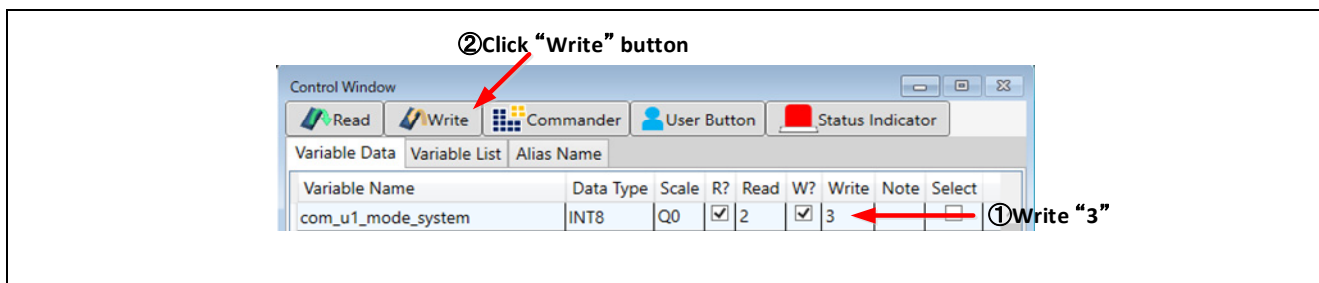 ②Click “Write” button
Control Window
Read Write Commander User Button Status Indicator
Variable Data Variable List Alias Name
Variable Name Data Type Scale R? Read W? Write Note Select
com_u1_mode_system INT8 Q0 2 3
①Write “3”